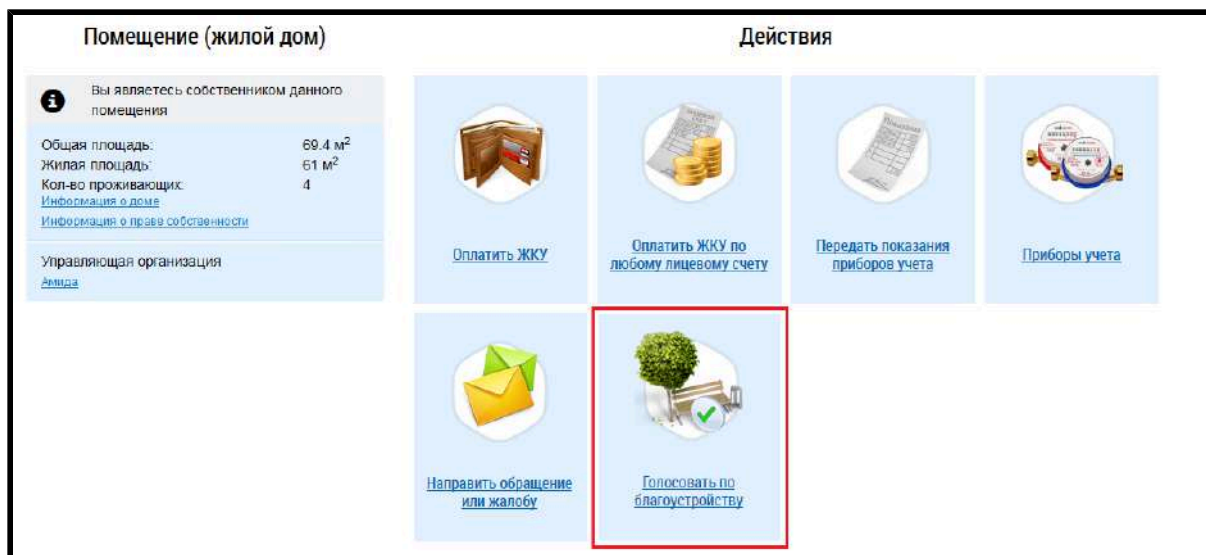 Помещение (жилой дом)
Действия
Вы являетесь собственником данного
помещения
Общая площадь: 69.4 м²
Жилая площадь: 61 м²
Кол-во проживающих: 4
Информация о доме
Информация о праве собственности
Управляющая организация
Амида
Оплатить ЖКУ
Оплатить ЖКУ по
любому лицевому счету
Передать показания
приборов учета
Приборы учета
Направить обращение
или жалобу
Голосовать по
благоустройству